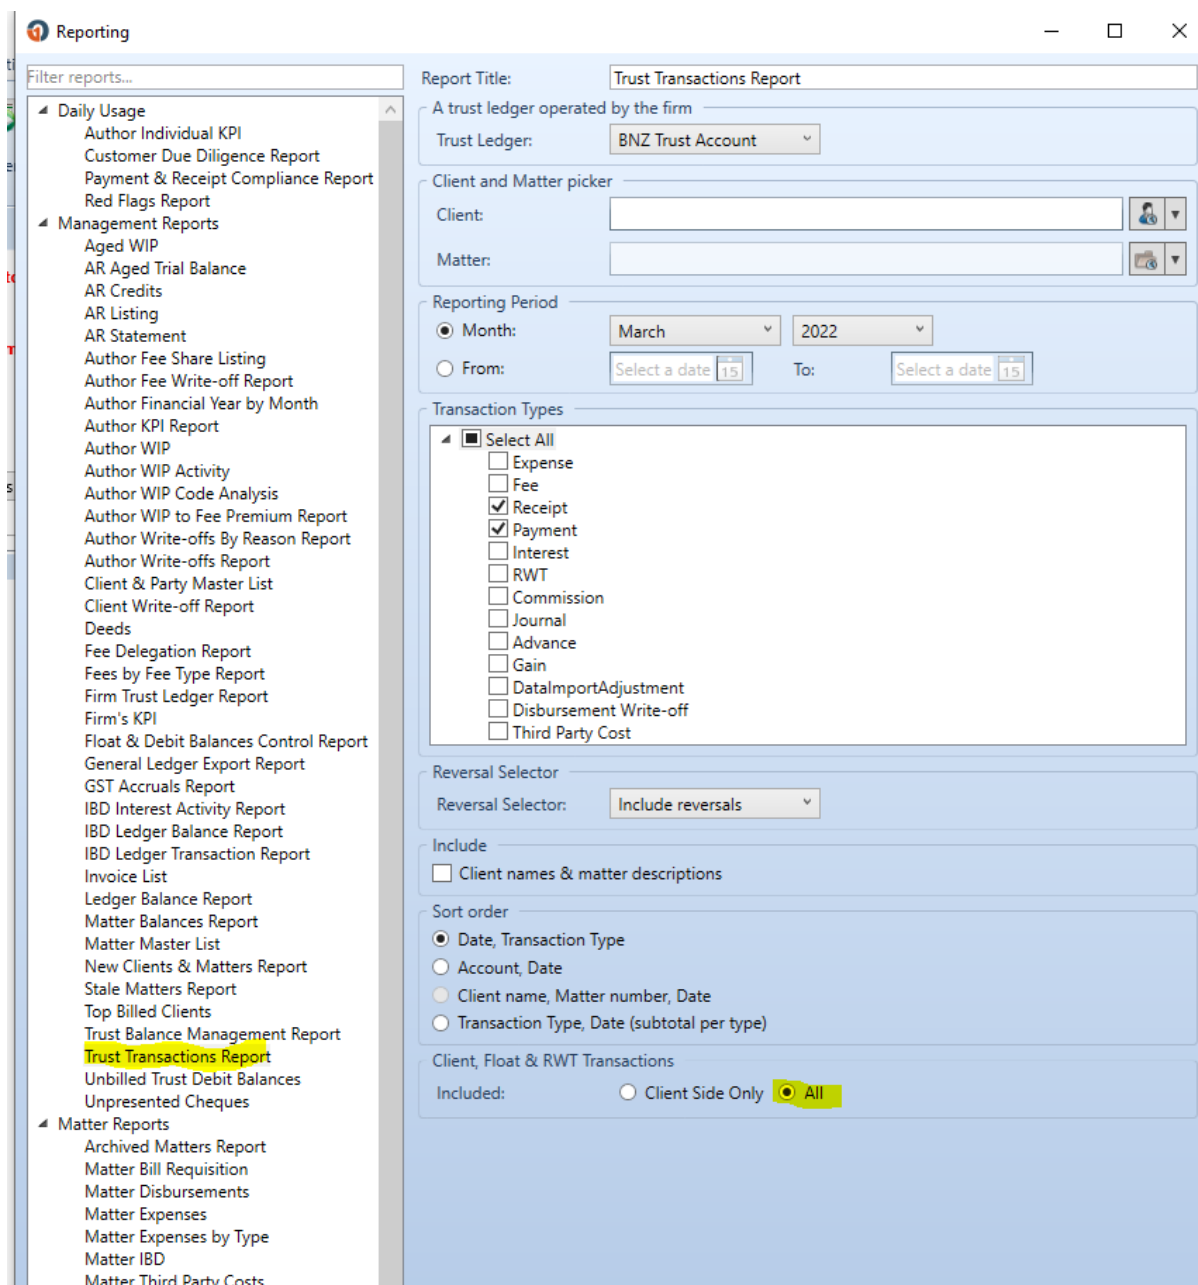 Reporting
Filter reports...
Daily Usage
Author Individual KPI
Customer Due Diligence Report
Payment & Receipt Compliance Report
Red Flags Report
Management Reports
Aged WIP
AR Aged Trial Balance
AR Credits
AR Listing
AR Statement
Author Fee Share Listing
Author Fee Write-off Report
Author Financial Year by Month
Author KPI Report
Author WIP
Author WIP Activity
Author WIP Code Analysis
Author WIP to Fee Premium Report
Author Write-offs By Reason Report
Author Write-offs Report
Client & Party Master List
Client Write-off Report
Deeds
Fee Delegation Report
Fees by Fee Type Report
Firm Trust Ledger Report
Firm's KPI
Float & Debit Balances Control Report
General Ledger Export Report
GST Accruals Report
IBD Interest Activity Report
IBD Ledger Balance Report
IBD Ledger Transaction Report
Invoice List
Ledger Balance Report
Matter Balances Report
Matter Master List
New Clients & Matters Report
Stale Matters Report
Top Billed Clients
Trust Balance Management Report
Trust Transactions Report
Unbilled Trust Debit Balances
Unpresented Cheques
Matter Reports
Archived Matters Report
Matter Bill Requisition
Matter Disbursements
Matter Expenses
Matter Expenses by Type
Matter IBD
Matter Third Party Costs
Report Title: Trust Transactions Report
A trust ledger operated by the firm
Trust Ledger: BNZ Trust Account
Client and Matter picker
Client:
Matter:
Reporting Period
Month: March 2022
From: Select a date 15 To: Select a date 15
Transaction Types
Select All
Expense
Fee
Receipt
Payment
Interest
RWT
Commission
Journal
Advance
Gain
DataImportAdjustment
Disbursement Write-off
Third Party Cost
Reversal Selector
Reversal Selector: Include reversals
Include
Client names & matter descriptions
Sort order
Date, Transaction Type
Account, Date
Client name, Matter number, Date
Transaction Type, Date (subtotal per type)
Client, Float & RWT Transactions
Included: Client Side Only All